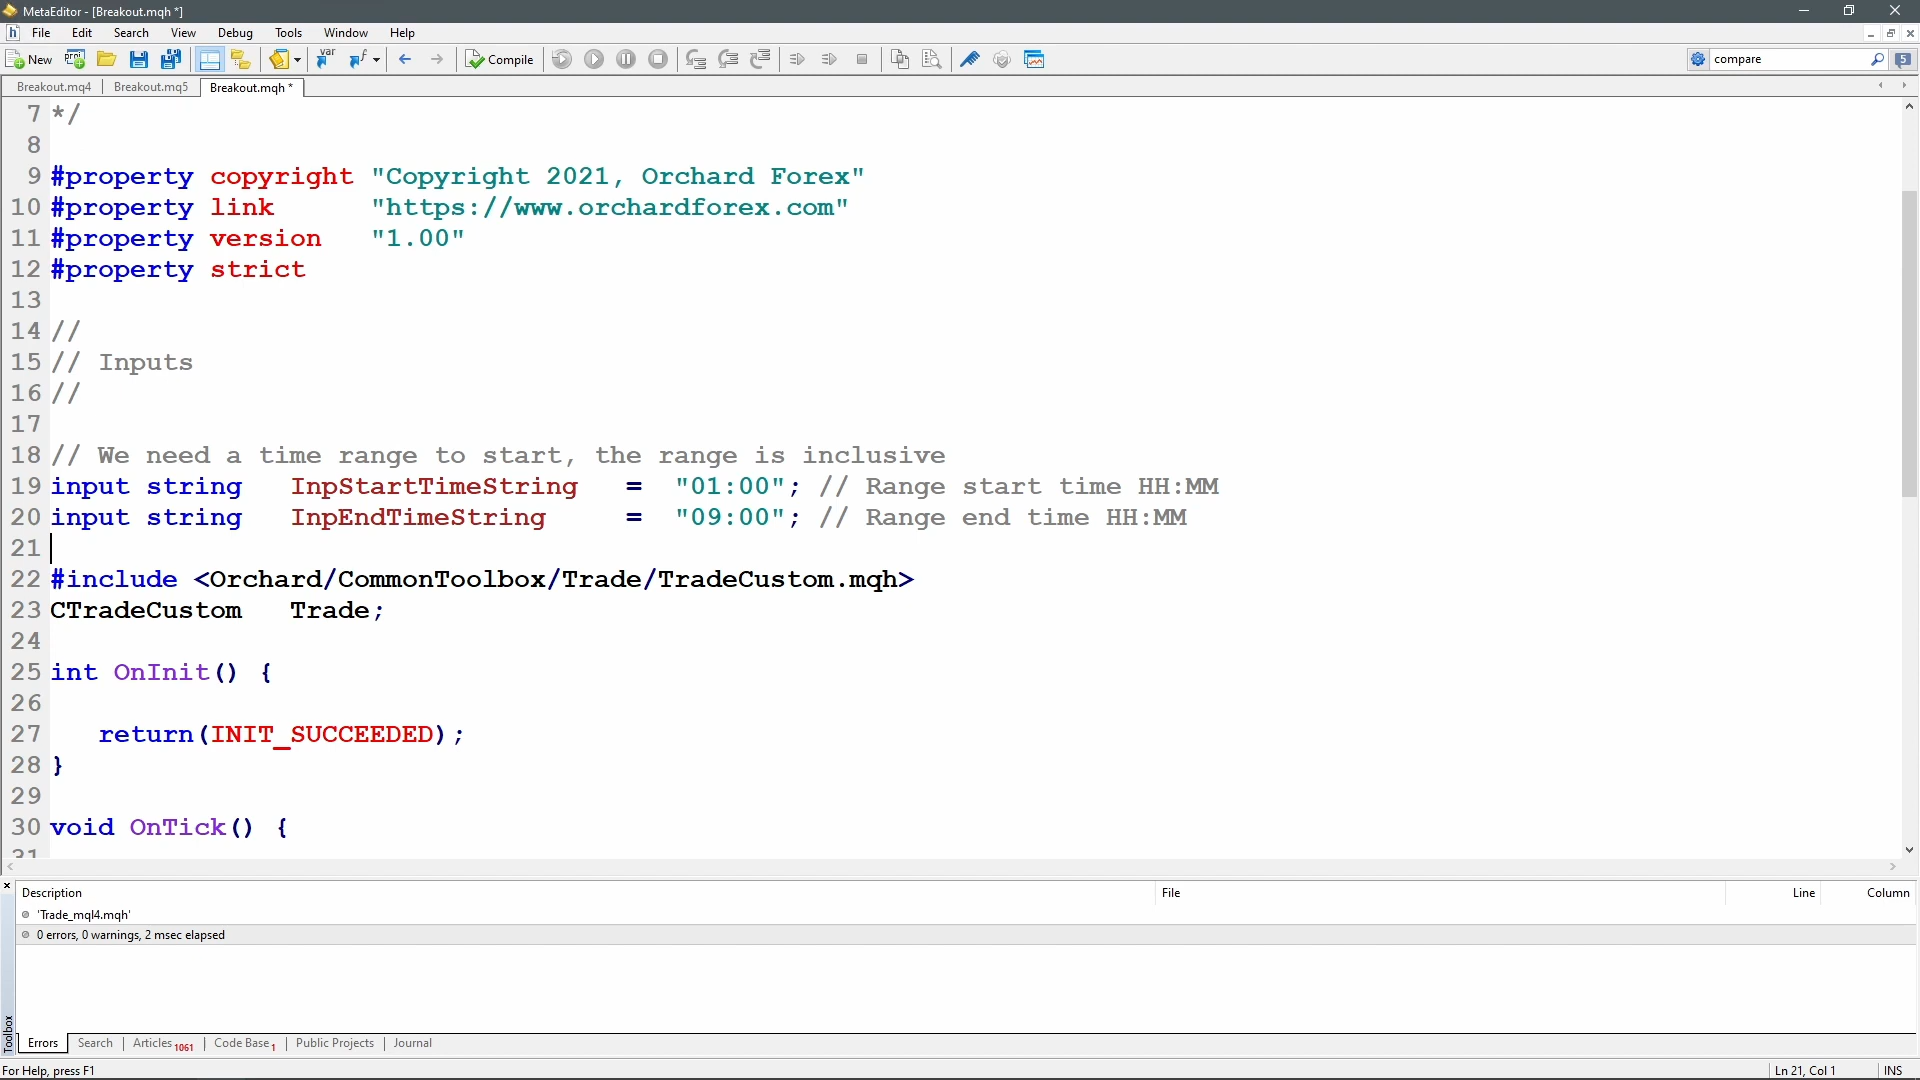 MetaEditor - [Breakout.mqh *]
h File Edit Search View Debug Tools Window Help
New proj var Compile compare 5
Breakout.mq4 Breakout.mq5 Breakout.mqh *
7 */
8
9 #property copyright "Copyright 2021, Orchard Forex"
10 #property link "https://www.orchardforex.com"
11 #property version "1.00"
12 #property strict
13
14 //
15 // Inputs
16 //
17
18 // We need a time range to start, the range is inclusive
19 input string InpStartTimeString = "01:00"; // Range start time HH:MM
20 input string InpEndTimeString = "09:00"; // Range end time HH:MM
21
22 #include <Orchard/CommonToolbox/Trade/TradeCustom.mqh>
23 CTradeCustom Trade;
24
25 int OnInit() {
26
27 return(INIT_SUCCEEDED);
28 }
29
30 void OnTick() {
31
Description File Line Column
'Trade_mql4.mqh'
0 errors, 0 warnings, 2 msec elapsed
Toolbox
Errors Search Articles 1061 Code Base 1 Public Projects Journal
For Help, press F1 Ln 21, Col 1 INS